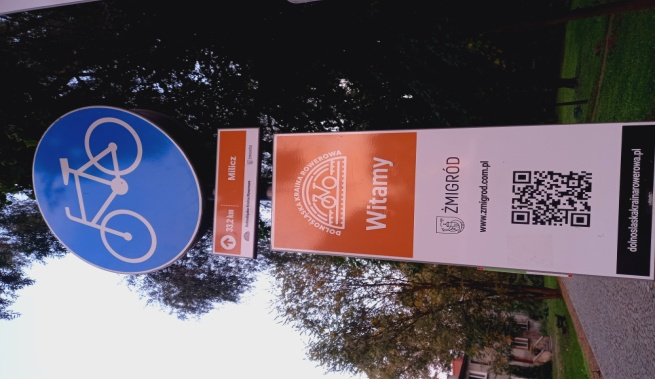 33,2 km
Milicz
DOLNOŚLĄSKA KRAINA ROWEROWA
Witamy
ŻMIGRÓD
www.zmigrod.com.pl
dolnoslaskakrainarowerowa.pl